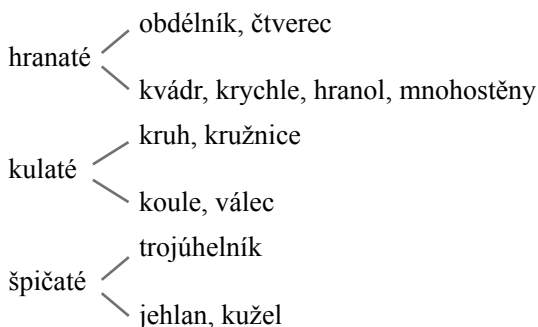 obdélník, čtverec
hranaté
kvádr, krychle, hranol, mnohostěny
kruh, kružnice
kulaté
koule, válec
trojúhelník
špičaté
jehlan, kužel